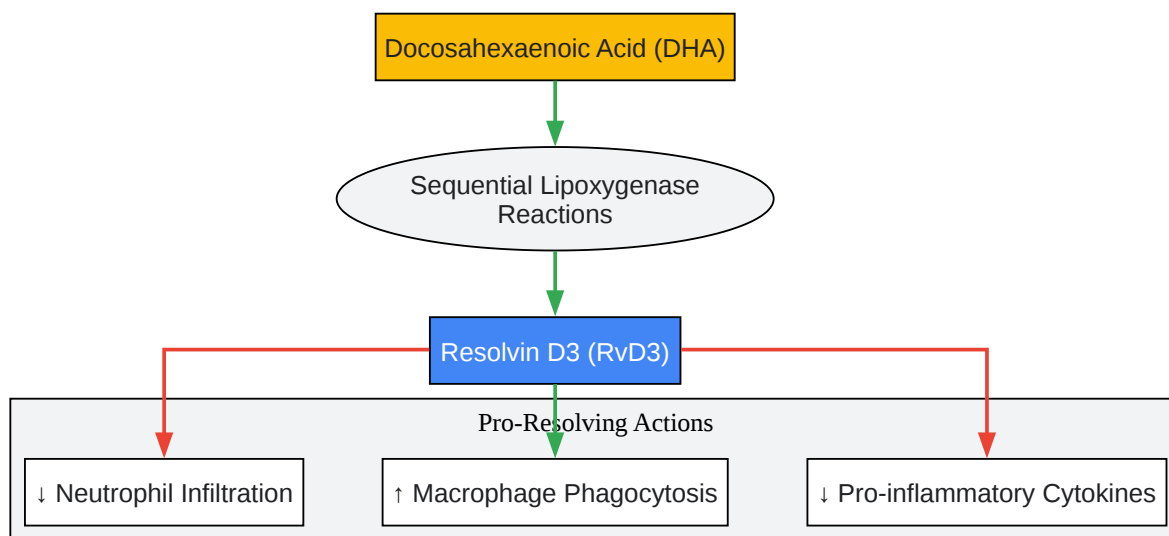 Docosahexaenoic Acid (DHA)
Sequential Lipoxygenase
Reactions
Resolvin D3 (RvD3)
Pro-Resolving Actions
↓ Neutrophil Infiltration
↑ Macrophage Phagocytosis
↓ Pro-inflammatory Cytokines